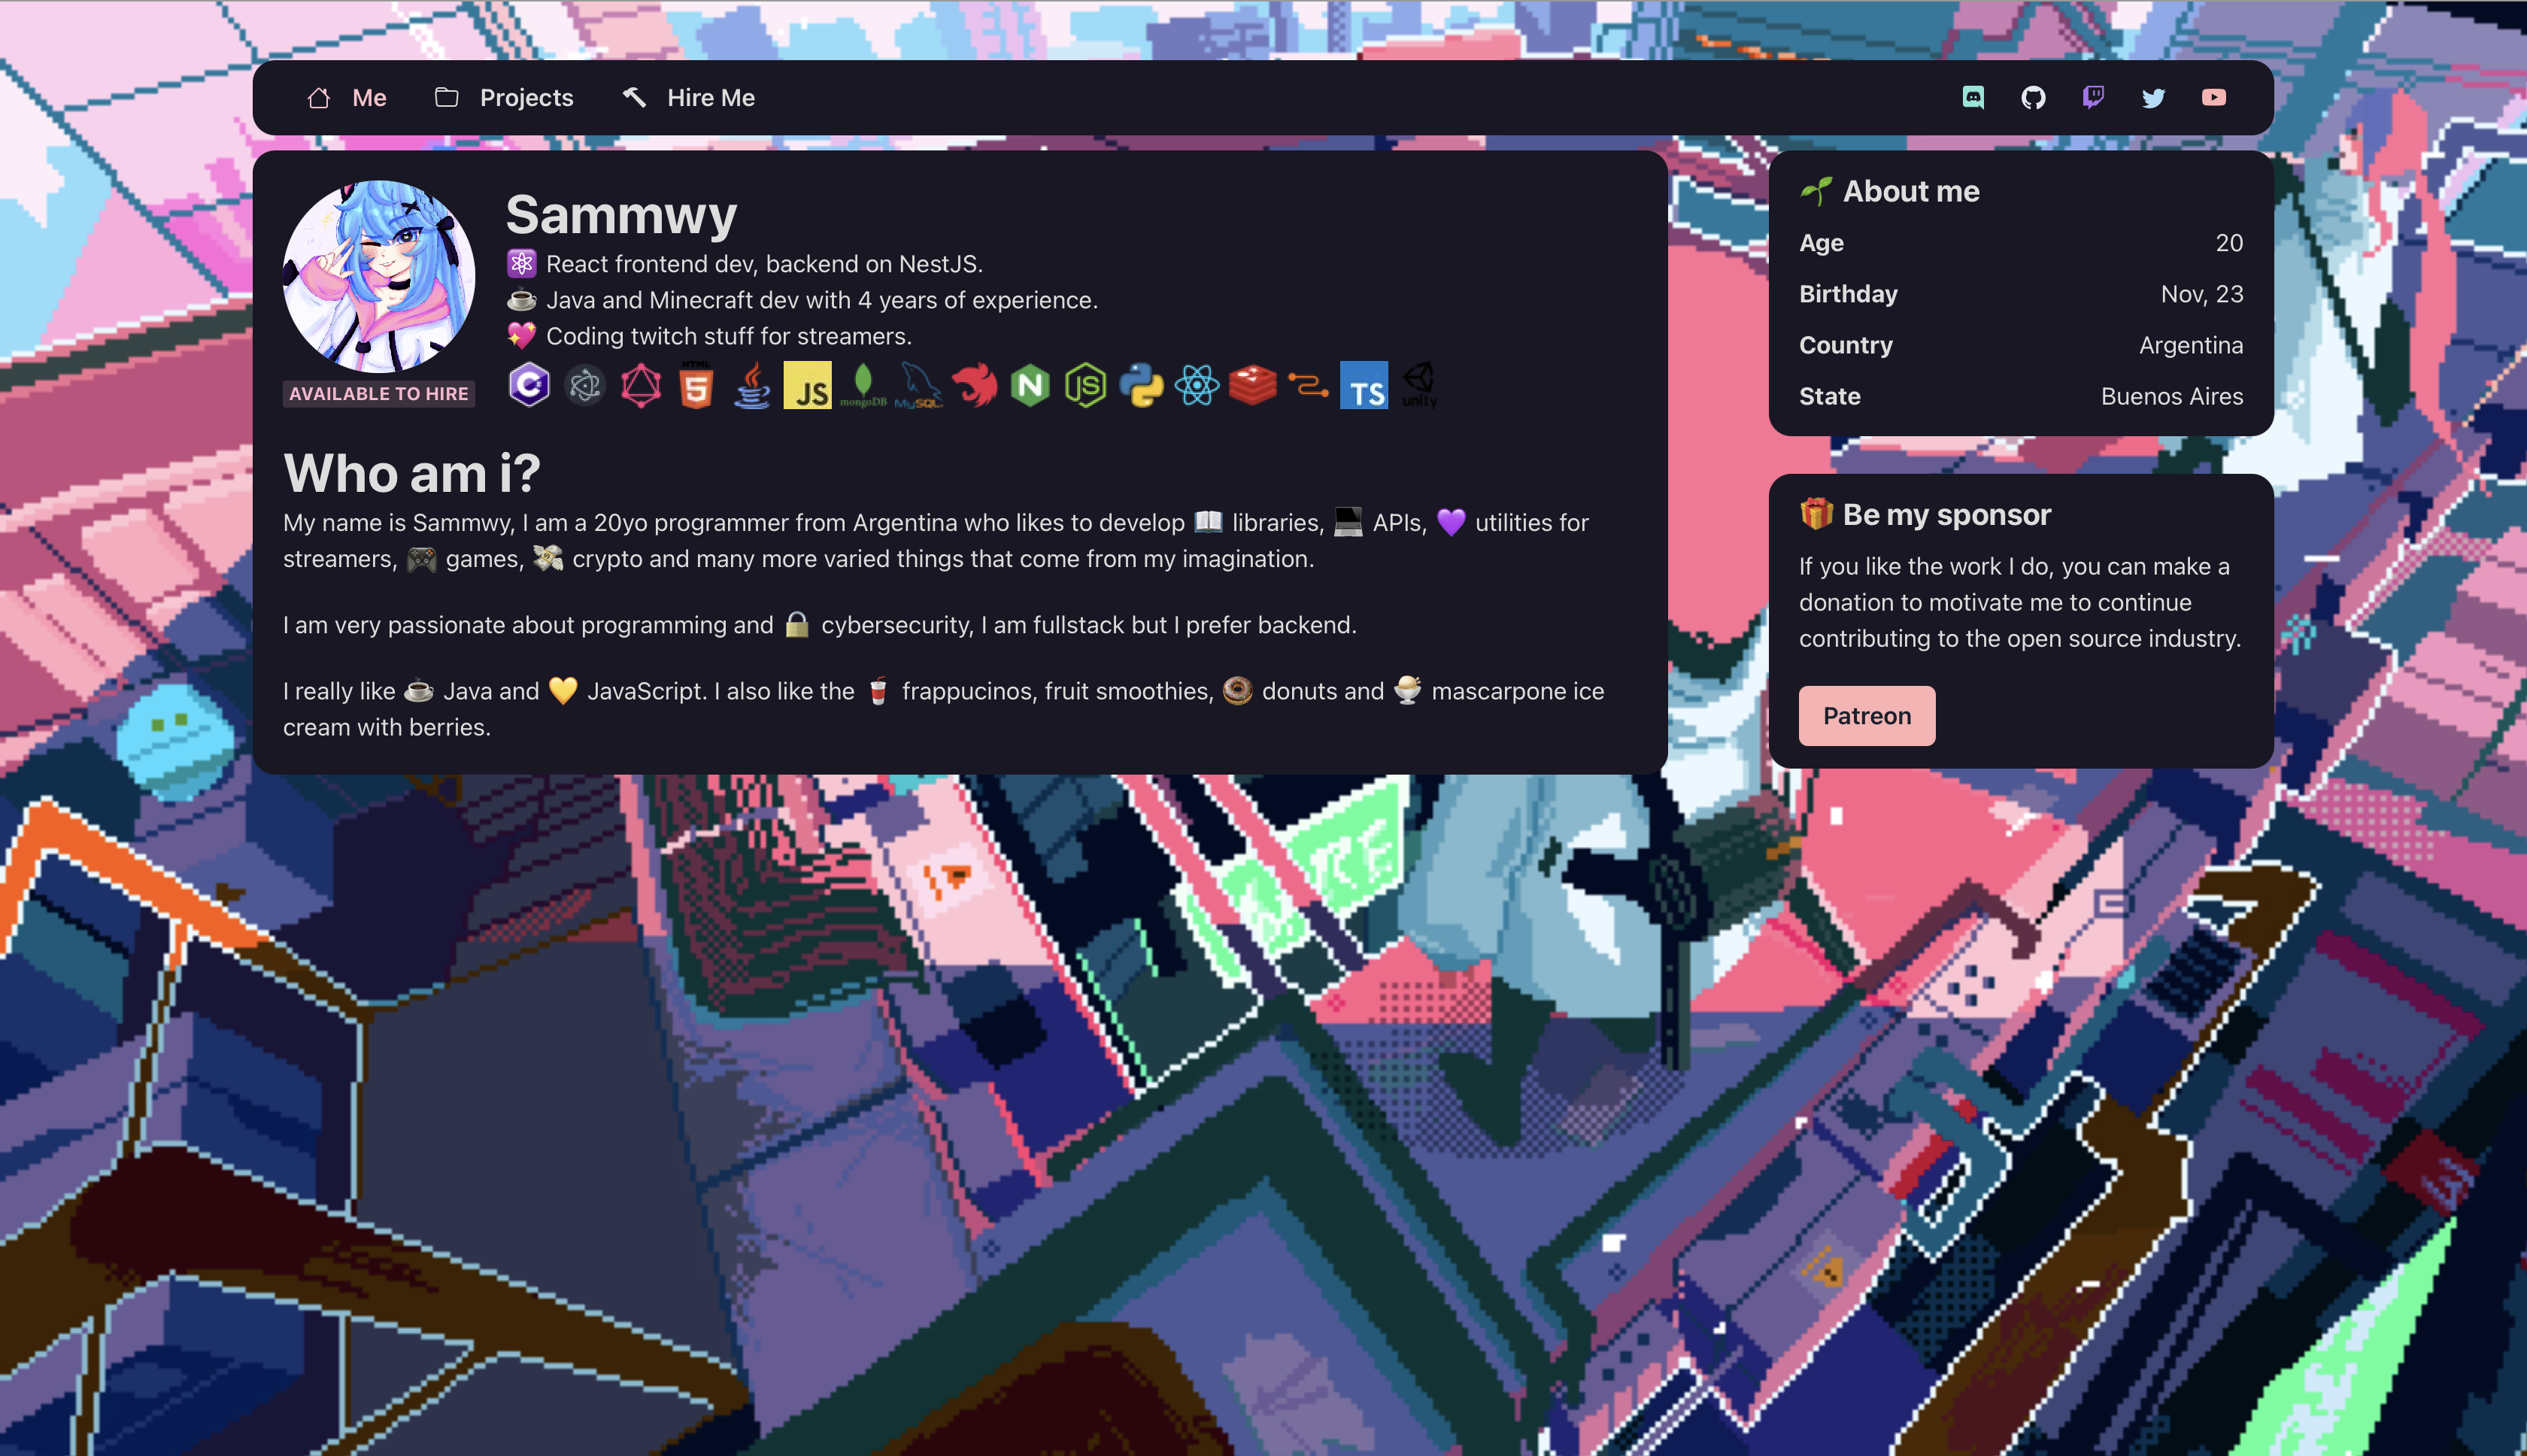 Me Projects Hire Me
Sammwy
⚛️ React frontend dev, backend on NestJS.
☕ Java and Minecraft dev with 4 years of experience.
💖 Coding twitch stuff for streamers.
HTML 5 JS mongoDB MySQL N JS TS unity
AVAILABLE TO HIRE
Who am i?
My name is Sammwy, I am a 20yo programmer from Argentina who likes to develop 📖 libraries, 💻 APIs, 💜 utilities for
streamers, 🎮 games, 💸 crypto and many more varied things that come from my imagination.
I am very passionate about programming and 🔒 cybersecurity, I am fullstack but I prefer backend.
I really like ☕ Java and 💛 JavaScript. I also like the 🥤 frappucinos, fruit smoothies, 🍩 donuts and 🍨 mascarpone ice
cream with berries.
🌱 About me
Age 20
Birthday Nov, 23
Country Argentina
State Buenos Aires
🎁 Be my sponsor
If you like the work I do, you can make a
donation to motivate me to continue
contributing to the open source industry.
Patreon